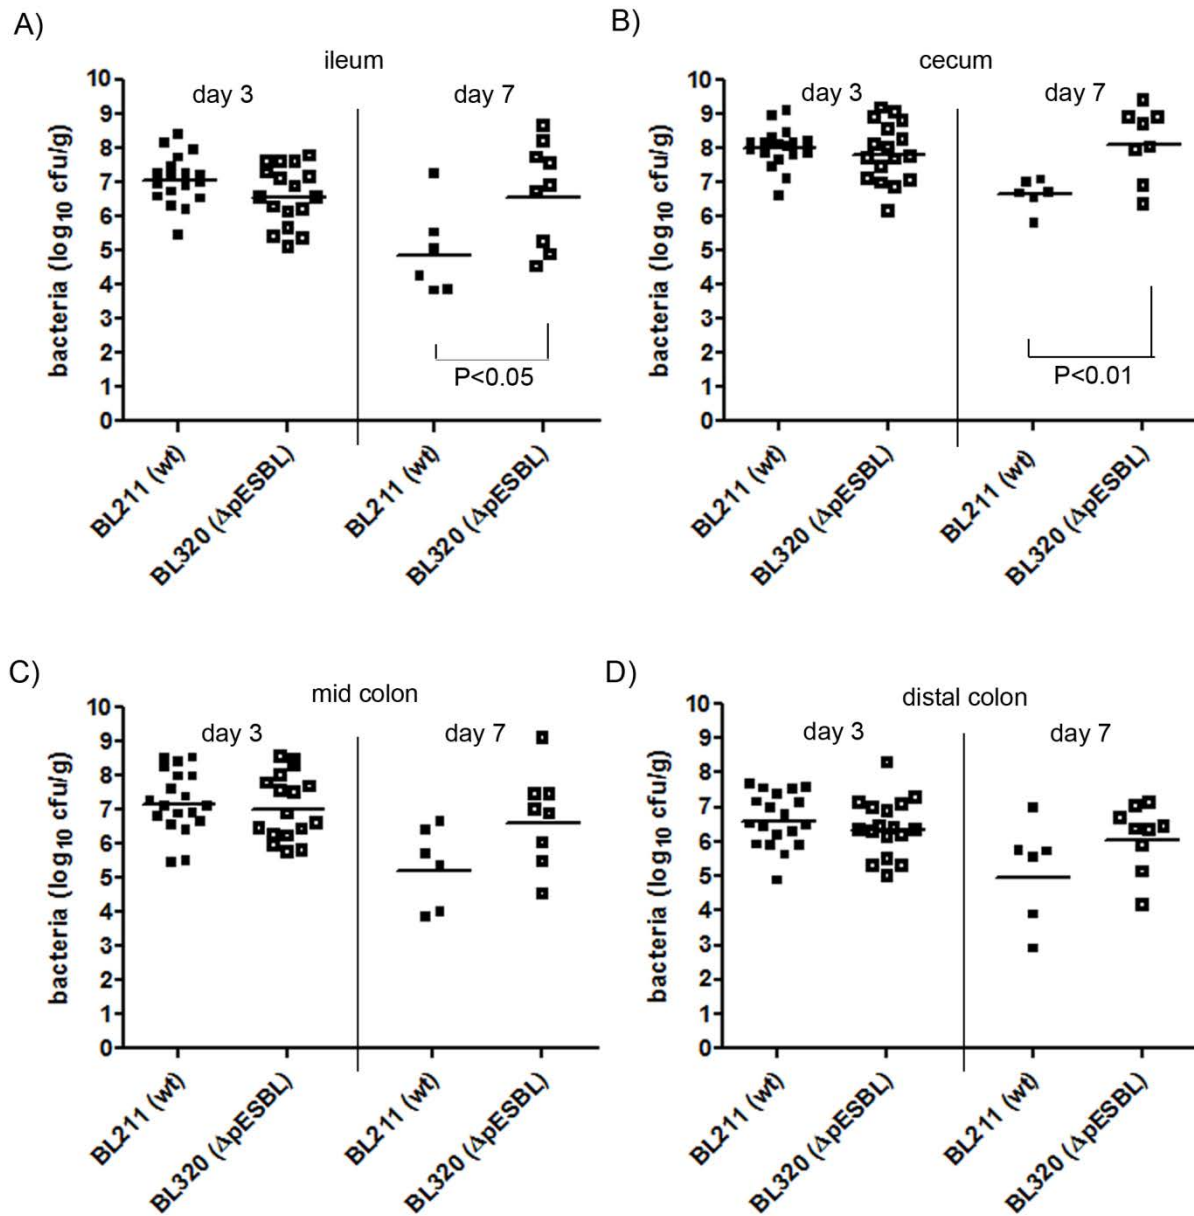 A)
ileum
day 3
day 7
bacteria (log10 cfu/g)
10
9
8
7
6
5
4
3
2
1
0
P<0.05
BL211 (wt)
BL320 (ΔpESBL)
BL211 (wt)
BL320 (ΔpESBL)
B)
cecum
day 3
day 7
bacteria (log10 cfu/g)
10
9
8
7
6
5
4
3
2
1
0
P<0.01
BL211 (wt)
BL320 (ΔpESBL)
BL211 (wt)
BL320 (ΔpESBL)
C)
mid colon
day 3
day 7
bacteria (log10 cfu/g)
10
9
8
7
6
5
4
3
2
1
0
BL211 (wt)
BL320 (ΔpESBL)
BL211 (wt)
BL320 (ΔpESBL)
D)
distal colon
day 3
day 7
bacteria (log10 cfu/g)
10
9
8
7
6
5
4
3
2
1
0
BL211 (wt)
BL320 (ΔpESBL)
BL211 (wt)
BL320 (ΔpESBL)